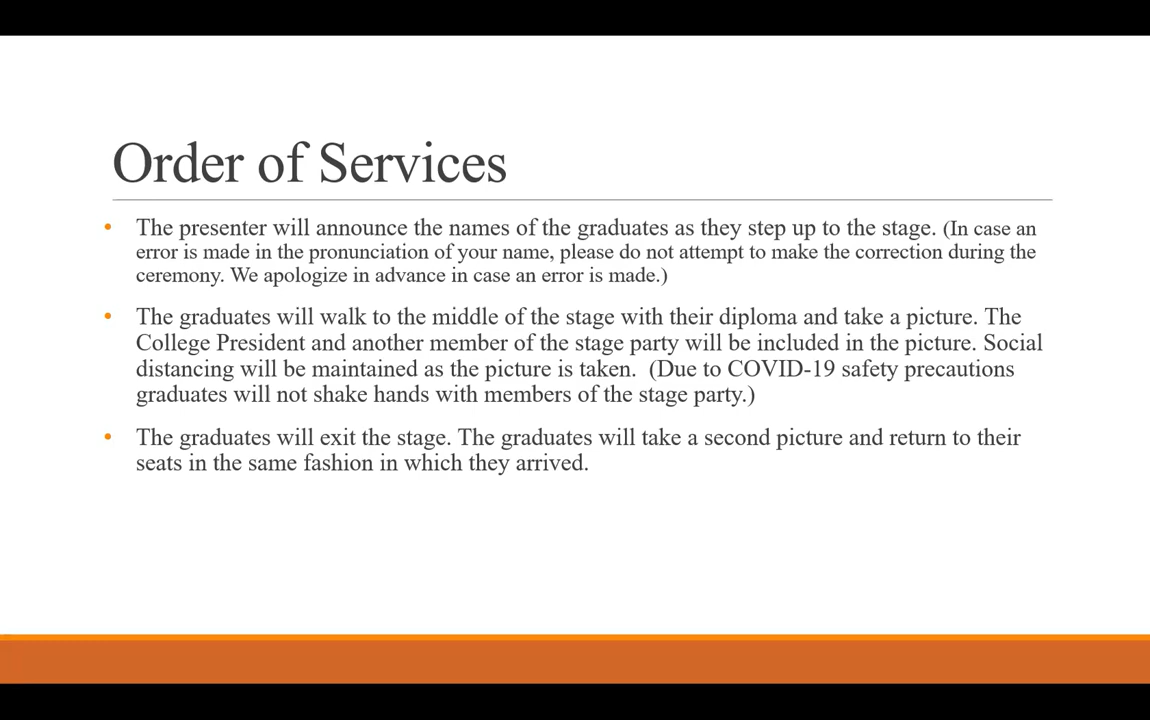 Order of Services
• The presenter will announce the names of the graduates as they step up to the stage. (In case an
error is made in the pronunciation of your name, please do not attempt to make the correction during the
ceremony. We apologize in advance in case an error is made.)
• The graduates will walk to the middle of the stage with their diploma and take a picture. The
College President and another member of the stage party will be included in the picture. Social
distancing will be maintained as the picture is taken.  (Due to COVID-19 safety precautions
graduates will not shake hands with members of the stage party.)
• The graduates will exit the stage. The graduates will take a second picture and return to their
seats in the same fashion in which they arrived.